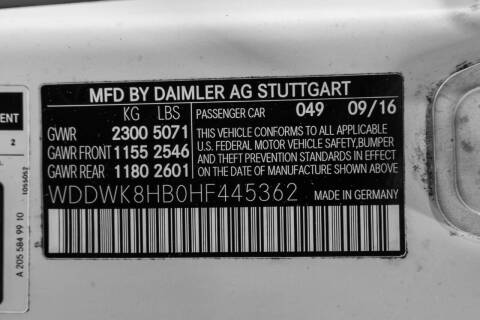 MFD BY DAIMLER AG STUTTGART
KG LBS
GWR 2300 5071
GAWR FRONT 1155 2546
GAWR REAR 1180 2601
PASSENGER CAR 049 09/16
THIS VEHICLE CONFORMS TO ALL APPLICABLE
U.S. FEDERAL MOTOR VEHICLE SAFETY,BUMPER
AND THEFT PREVENTION STANDARDS IN EFFECT
ON THE DATE OF MANUFACTURE SHOWN ABOVE
WDDWK8HB0HF445362 MADE IN GERMANY
ENT
2
A 205 584 99 10